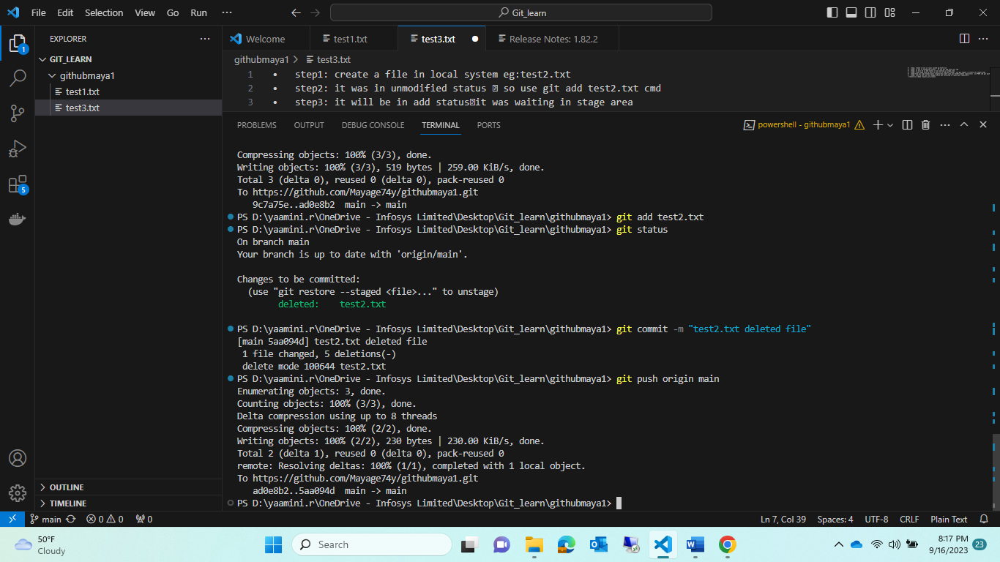 File Edit Selection View Go Run ··· Git_learn
EXPLORER ···
GIT_LEARN
githubmaya1
test1.txt
test3.txt
OUTLINE
TIMELINE
1
5
Welcome test1.txt test3.txt Release Notes: 1.82.2 ···
githubmaya1 > test3.txt
1 • step1: create a file in local system eg:test2.txt
2 • step2: it was in unmodified status so use git add test2.txt cmd
3 • step3: it will be in add status it was waiting in stage area
PROBLEMS OUTPUT DEBUG CONSOLE TERMINAL PORTS powershell - githubmaya1
Compressing objects: 100% (3/3), done.
Writing objects: 100% (3/3), 519 bytes | 259.00 KiB/s, done.
Total 3 (delta 0), reused 0 (delta 0), pack-reused 0
To https://github.com/Mayage74y/githubmaya1.git
9c7a75e..ad0e8b2 main -> main
PS D:\yaamini.r\OneDrive - Infosys Limited\Desktop\Git_learn\githubmaya1> git add test2.txt
PS D:\yaamini.r\OneDrive - Infosys Limited\Desktop\Git_learn\githubmaya1> git status
On branch main
Your branch is up to date with 'origin/main'.
Changes to be committed:
(use "git restore --staged <file>..." to unstage)
deleted: test2.txt
PS D:\yaamini.r\OneDrive - Infosys Limited\Desktop\Git_learn\githubmaya1> git commit -m "test2.txt deleted file"
[main 5aa094d] test2.txt deleted file
1 file changed, 5 deletions(-)
delete mode 100644 test2.txt
PS D:\yaamini.r\OneDrive - Infosys Limited\Desktop\Git_learn\githubmaya1> git push origin main
Enumerating objects: 3, done.
Counting objects: 100% (3/3), done.
Delta compression using up to 8 threads
Compressing objects: 100% (2/2), done.
Writing objects: 100% (2/2), 230 bytes | 230.00 KiB/s, done.
Total 2 (delta 1), reused 0 (delta 0), pack-reused 0
remote: Resolving deltas: 100% (1/1), completed with 1 local object.
To https://github.com/Mayage74y/githubmaya1.git
ad0e8b2..5aa094d main -> main
PS D:\yaamini.r\OneDrive - Infosys Limited\Desktop\Git_learn\githubmaya1>
main 0 0 0 Ln 7, Col 39 Spaces: 4 UTF-8 CRLF Plain Text
50°F
Cloudy
Search
8:17 PM
9/16/2023
23